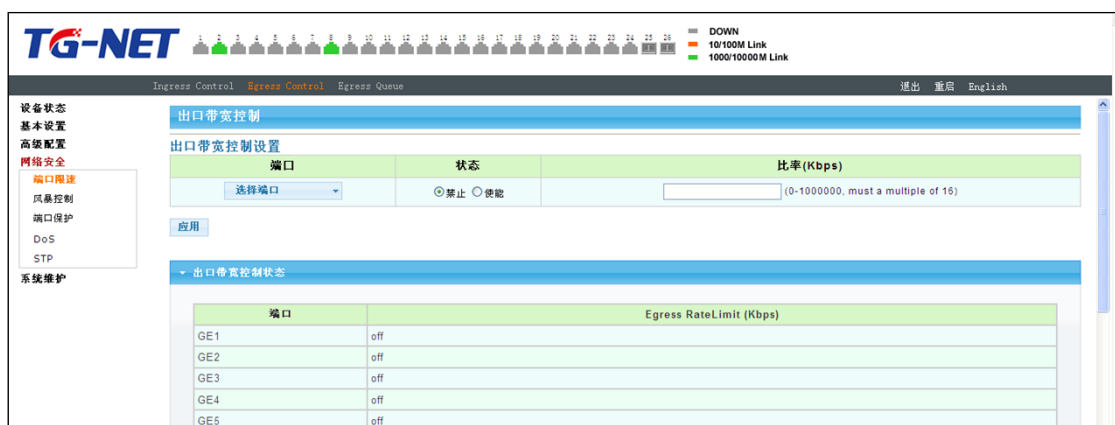 TG-NET
1 2 3 4 5 6 7 8 9 10 11 12 13 14 15 16 17 18 19 20 21 22 23 24 25 26
DOWN
10/100M Link
1000/10000M Link
Ingress Control Egress Control Egress Queue 退出 重启 English
设备状态
基本设置
高级配置
网络安全
端口限速
风暴控制
端口保护
DoS
STP
系统维护
出口带宽控制
出口带宽控制设置
端口 状态 比率(Kbps)
选择端口 禁止 使能 (0-1000000, must a multiple of 16)
应用
出口带宽控制状态
端口 Egress RateLimit (Kbps)
GE1 off
GE2 off
GE3 off
GE4 off
GE5 off